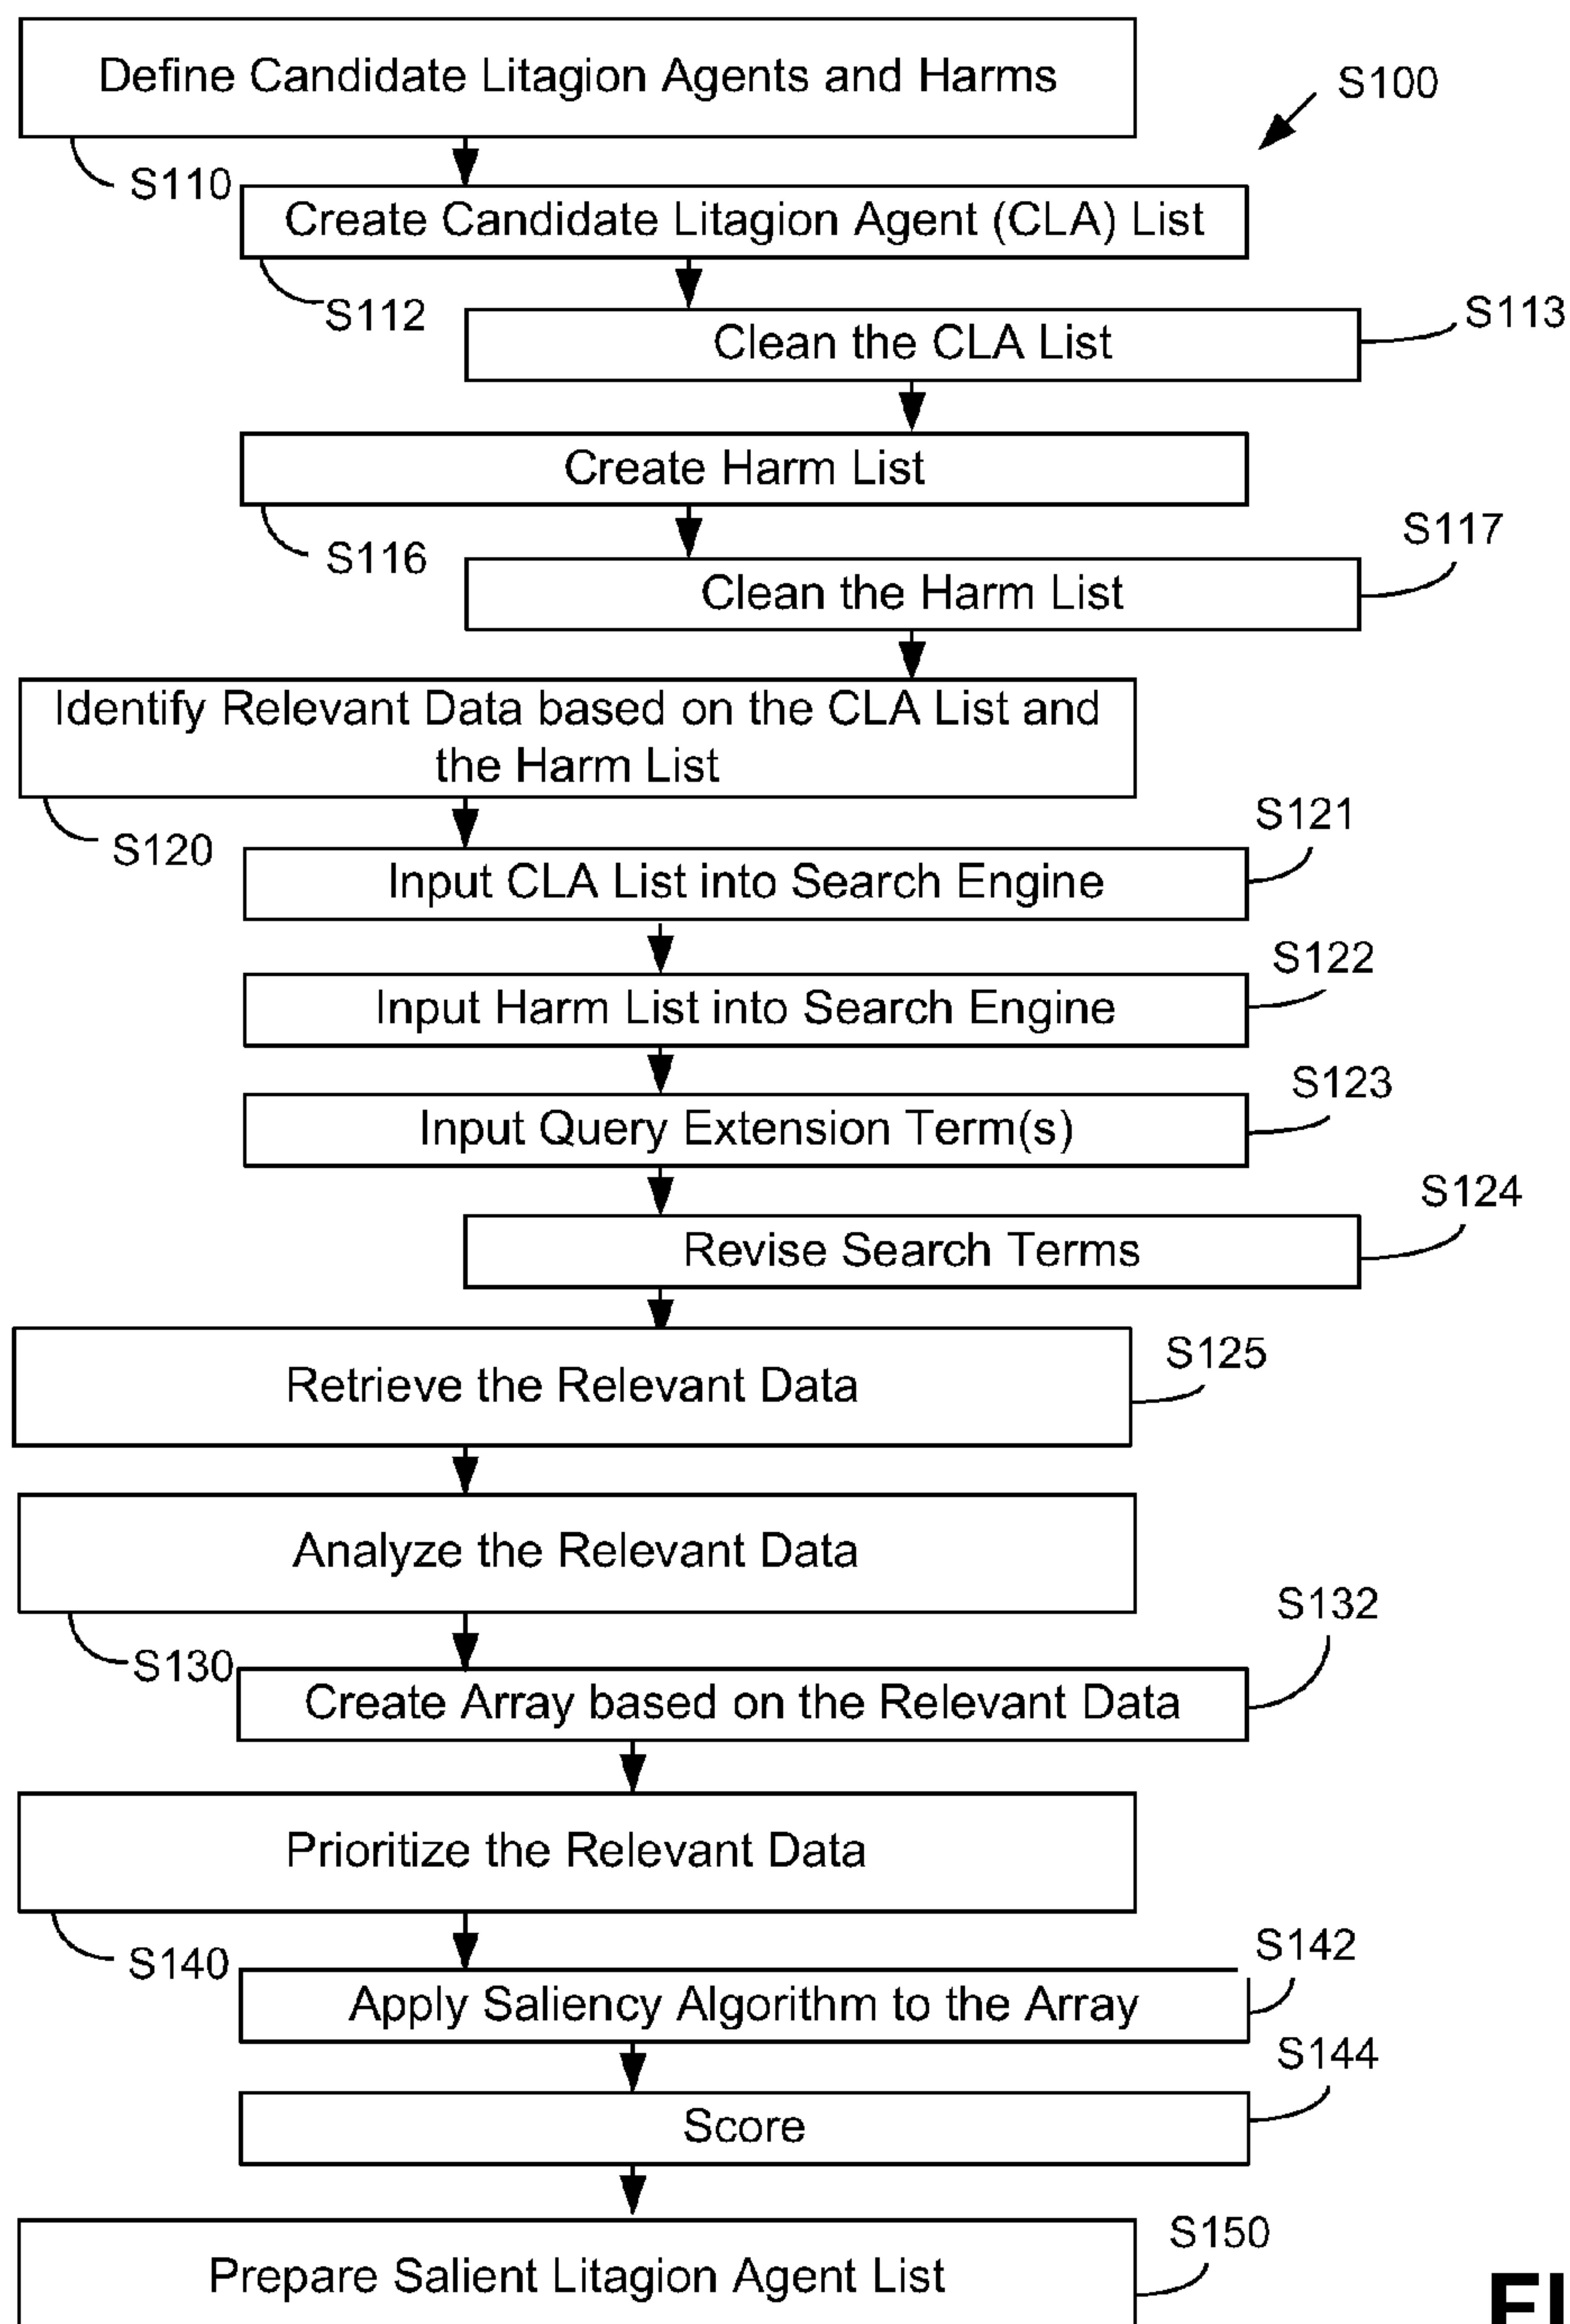 Define Candidate Litagion Agents and Harms
S100
S110
Create Candidate Litagion Agent (CLA) List
S112
Clean the CLA List
S113
Create Harm List
S116
S117
Clean the Harm List
Identify Relevant Data based on the CLA List and
the Harm List
S120
S121
Input CLA List into Search Engine
S122
Input Harm List into Search Engine
S123
Input Query Extension Term(s)
S124
Revise Search Terms
S125
Retrieve the Relevant Data
Analyze the Relevant Data
S130
S132
Create Array based on the Relevant Data
Prioritize the Relevant Data
S140
S142
Apply Saliency Algorithm to the Array
S144
Score
S150
Prepare Salient Litagion Agent List